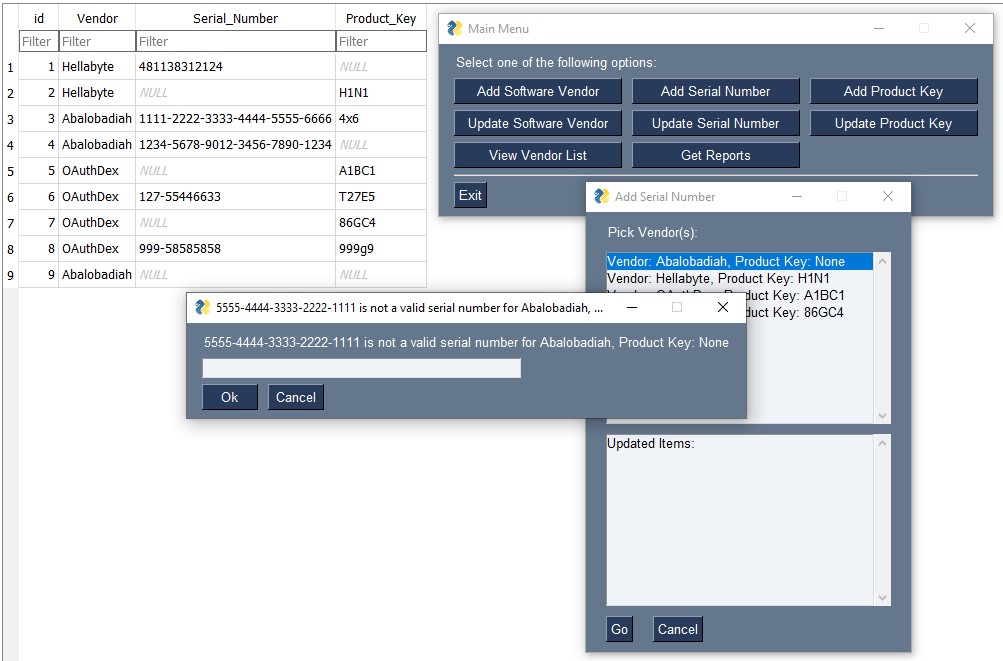 id Vendor Serial_Number Product_Key
Filter Filter Filter Filter
1 1 Hellabyte 481138312124 NULL
2 2 Hellabyte NULL H1N1
3 3 Abalobadiah 1111-2222-3333-4444-5555-6666 4x6
4 4 Abalobadiah 1234-5678-9012-3456-7890-1234 NULL
5 5 OAuthDex NULL A1BC1
6 6 OAuthDex 127-55446633 T27E5
7 7 OAuthDex NULL 86GC4
8 8 OAuthDex 999-58585858 999g9
9 9 Abalobadiah NULL NULL
Main Menu
Select one of the following options:
Add Software Vendor Add Serial Number Add Product Key
Update Software Vendor Update Serial Number Update Product Key
View Vendor List Get Reports
Exit
Add Serial Number
Pick Vendor(s):
Vendor: Abalobadiah, Product Key: None
Vendor: Hellabyte, Product Key: H1N1
Key: A1BC1
Key: 86GC4
5555-4444-3333-2222-1111 is not a valid serial number for Abalobadiah, ...
5555-4444-3333-2222-1111 is not a valid serial number for Abalobadiah, Product Key: None
Ok Cancel
Updated Items:
Go Cancel